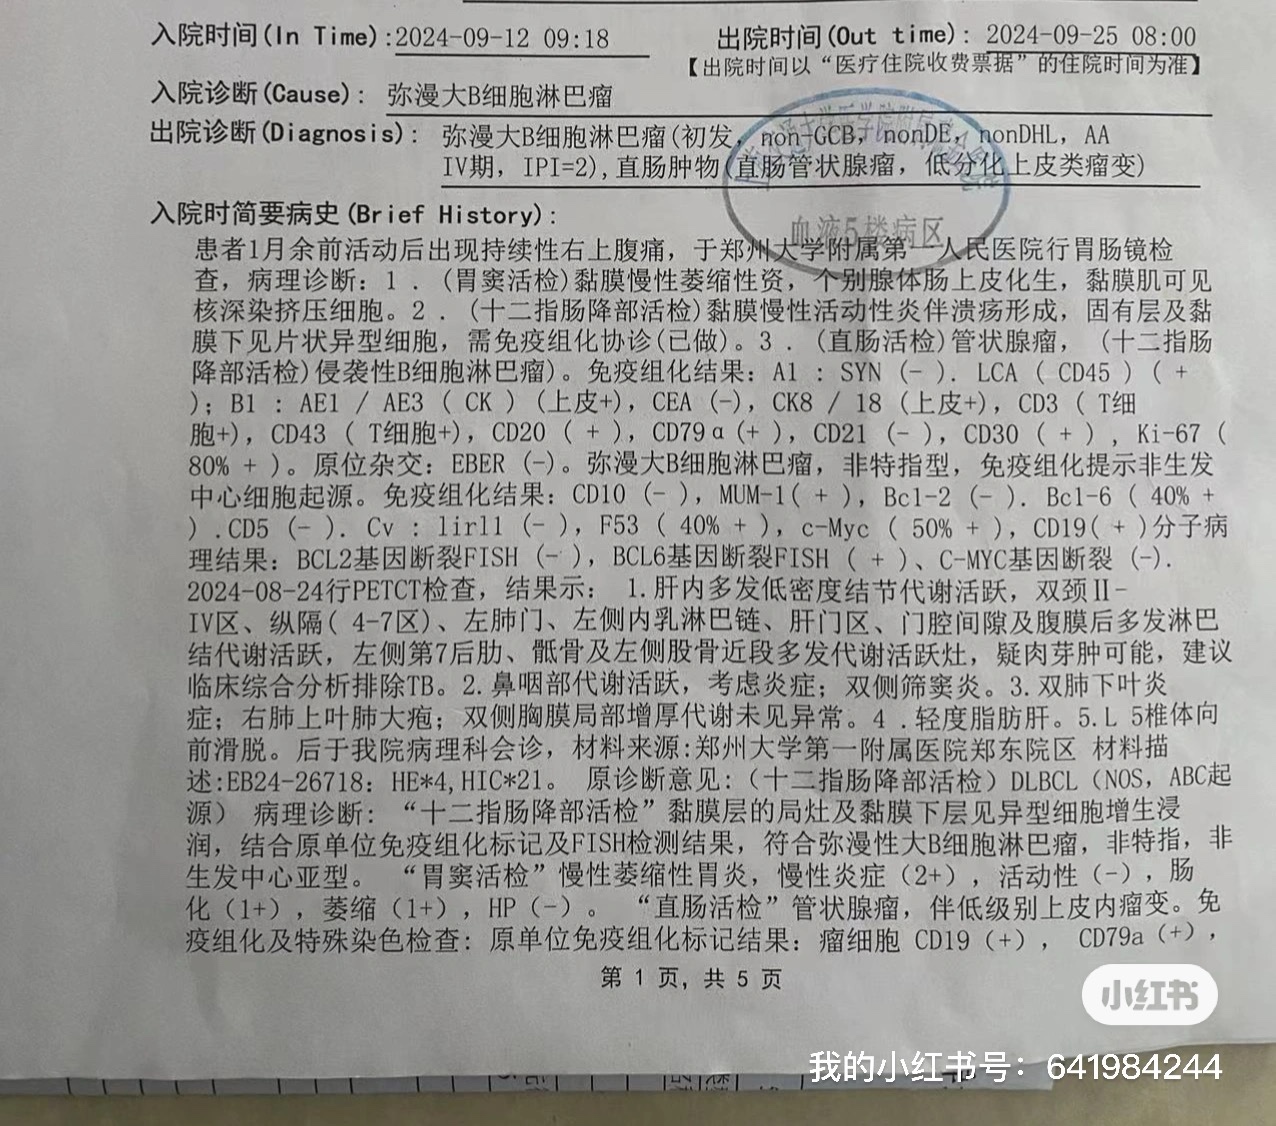 入院时间(In Time):2024-09-12 09:18 出院时间(Out time): 2024-09-25 08:00
【出院时间以“医疗住院收费票据”的住院时间为准】
入院诊断(Cause): 弥漫大B细胞淋巴瘤
出院诊断(Diagnosis): 弥漫大B细胞淋巴瘤(初发, non-GCB, nonDE, nonDHL, AA
IV期, IPI=2),直肠肿物(直肠管状腺瘤, 低分化上皮类瘤变)
血液5楼病区
入院时简要病史(Brief History):
患者1月余前活动后出现持续性右上腹痛，于郑州大学附属第一人民医院行胃肠镜检
查，病理诊断：1 . (胃窦活检)黏膜慢性萎缩性资，个别腺体肠上皮化生，黏膜肌可见
核深染挤压细胞。2 . (十二指肠降部活检)黏膜慢性活动性炎伴溃疡形成，固有层及黏
膜下见片状异型细胞，需免疫组化协诊(已做)。3 . (直肠活检)管状腺瘤， (十二指肠
降部活检)侵袭性B细胞淋巴瘤)。免疫组化结果：A1 : SYN (- ). LCA ( CD45 ) ( +
); B1 : AE1 / AE3 ( CK ) (上皮+), CEA (-), CK8 / 18 (上皮+), CD3 ( T细
胞+), CD43 ( T细胞+), CD20 ( + ), CD79α(+ ), CD21 (- ), CD30 ( + ) , Ki-67 (
80% + )。原位杂交：EBER (-)。弥漫大B细胞淋巴瘤，非特指型，免疫组化提示非生发
中心细胞起源。免疫组化结果：CD10 (- ), MUM-1( + ), Bc1-2 (- ). Bc1-6 ( 40% +
) .CD5 (- ). Cv : lirl1 (- ), F53 ( 40% + ), c-Myc ( 50% + ), CD19( + )分子病
理结果：BCL2基因断裂FISH (- ), BCL6基因断裂FISH ( + )、C-MYC基因断裂 (-).
2024-08-24行PETCT检查，结果示： 1.肝内多发低密度结节代谢活跃，双颈Ⅱ-
IV区、纵隔( 4-7区)、左肺门、左侧内乳淋巴链、肝门区、门腔间隙及腹膜后多发淋巴
结代谢活跃，左侧第7后肋、骶骨及左侧股骨近段多发代谢活跃灶，疑肉芽肿可能，建议
临床综合分析排除TB。2.鼻咽部代谢活跃，考虑炎症；双侧筛窦炎。3.双肺下叶炎
症；右肺上叶肺大疱；双侧胸膜局部增厚代谢未见异常。4 .轻度脂肪肝。5.L 5椎体向
前滑脱。后于我院病理科会诊，材料来源:郑州大学第一附属医院郑东院区 材料描
述:EB24-26718：HE*4,HIC*21。 原诊断意见:（十二指肠降部活检）DLBCL（NOS，ABC起
源） 病理诊断: “十二指肠降部活检”黏膜层的局灶及黏膜下层见异型细胞增生浸
润，结合原单位免疫组化标记及FISH检测结果，符合弥漫性大B细胞淋巴瘤，非特指，非
生发中心亚型。 “胃窦活检”慢性萎缩性胃炎，慢性炎症（2+），活动性（-），肠
化（1+），萎缩（1+），HP（-）。 “直肠活检”管状腺瘤，伴低级别上皮内瘤变。免
疫组化及特殊染色检查: 原单位免疫组化标记结果：瘤细胞 CD19（+）， CD79a（+），
第 1 页, 共 5 页
小红书
我的小红书号：641984244